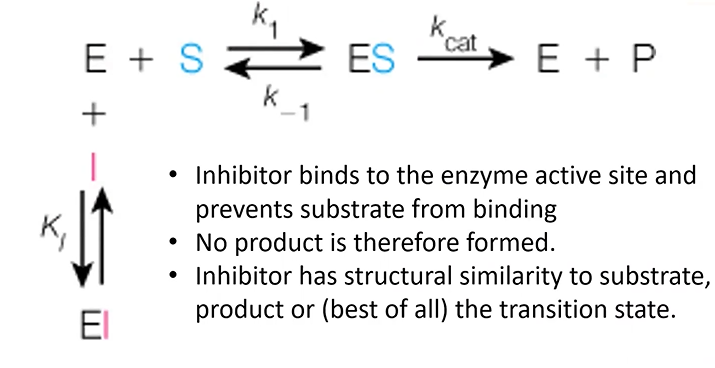 k1
E + S ES kcat E + P
k−1
+
I
KI
EI
• Inhibitor binds to the enzyme active site and
prevents substrate from binding
• No product is therefore formed.
• Inhibitor has structural similarity to substrate,
product or (best of all) the transition state.